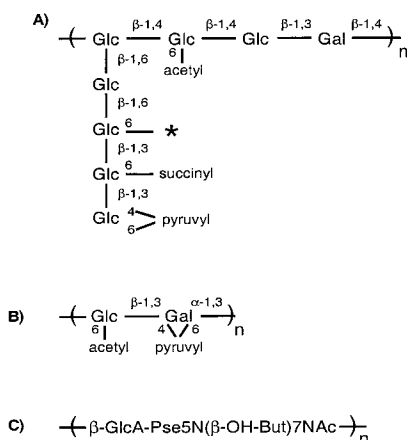 β-1,4 β-1,4 β-1,3 β-1,4
A) ( Glc Glc Glc Gal )n
β-1,6 6
acetyl
Glc
β-1,6
Glc 6 *
β-1,3
Glc 6 succinyl
β-1,3
Glc 4 pyruvyl
6
β-1,3 α-1,3
B) ( Glc Gal )n
6 4 6
acetyl pyruvyl
C) ( β-GlcA-Pse5N(β-OH-But)7NAc )n